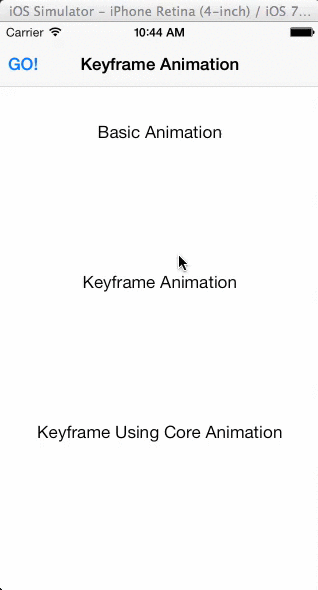 iOS Simulator – iPhone Retina (4-inch) / iOS 7...
Carrier 10:44 AM
GO! Keyframe Animation
Basic Animation
Keyframe Animation
Keyframe Using Core Animation